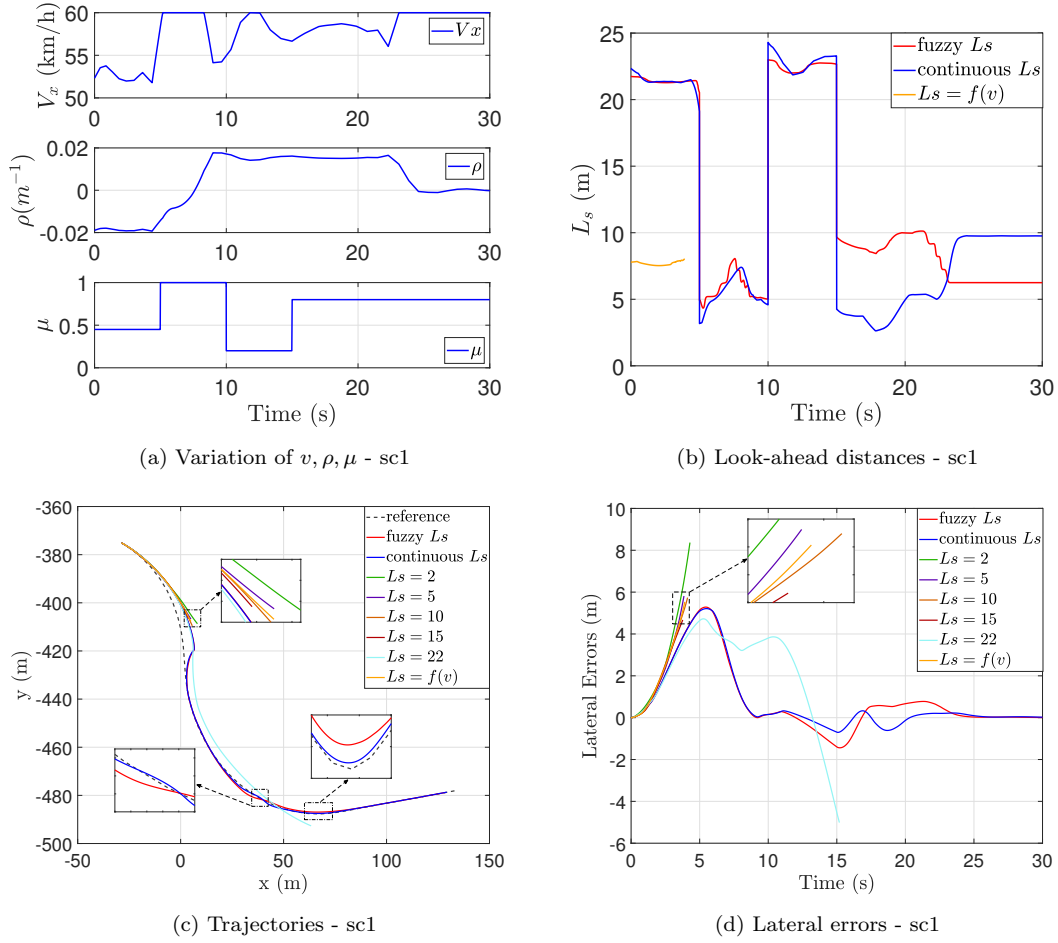 60
55
50
V_x (km/h)
Vx
0 10 20 30
0.02
0
-0.02
ρ(m^{-1})
ρ
0 10 20 30
1
0.5
0
μ
μ
0 10 20 30
Time (s)
(a) Variation of v, ρ, μ - sc1
25
20
15
10
5
0
L_s (m)
fuzzy Ls
continuous Ls
Ls = f(v)
0 10 20 30
Time (s)
(b) Look-ahead distances - sc1
-360
-380
-400
-420
-440
-460
-480
-500
y (m)
reference
fuzzy Ls
continuous Ls
Ls = 2
Ls = 5
Ls = 10
Ls = 15
Ls = 22
Ls = f(v)
-50 0 50 100 150
x (m)
(c) Trajectories - sc1
10
8
6
4
2
0
-2
-4
-6
Lateral Errors (m)
fuzzy Ls
continuous Ls
Ls = 2
Ls = 5
Ls = 10
Ls = 15
Ls = 22
Ls = f(v)
0 5 10 15 20 25 30
Time (s)
(d) Lateral errors - sc1